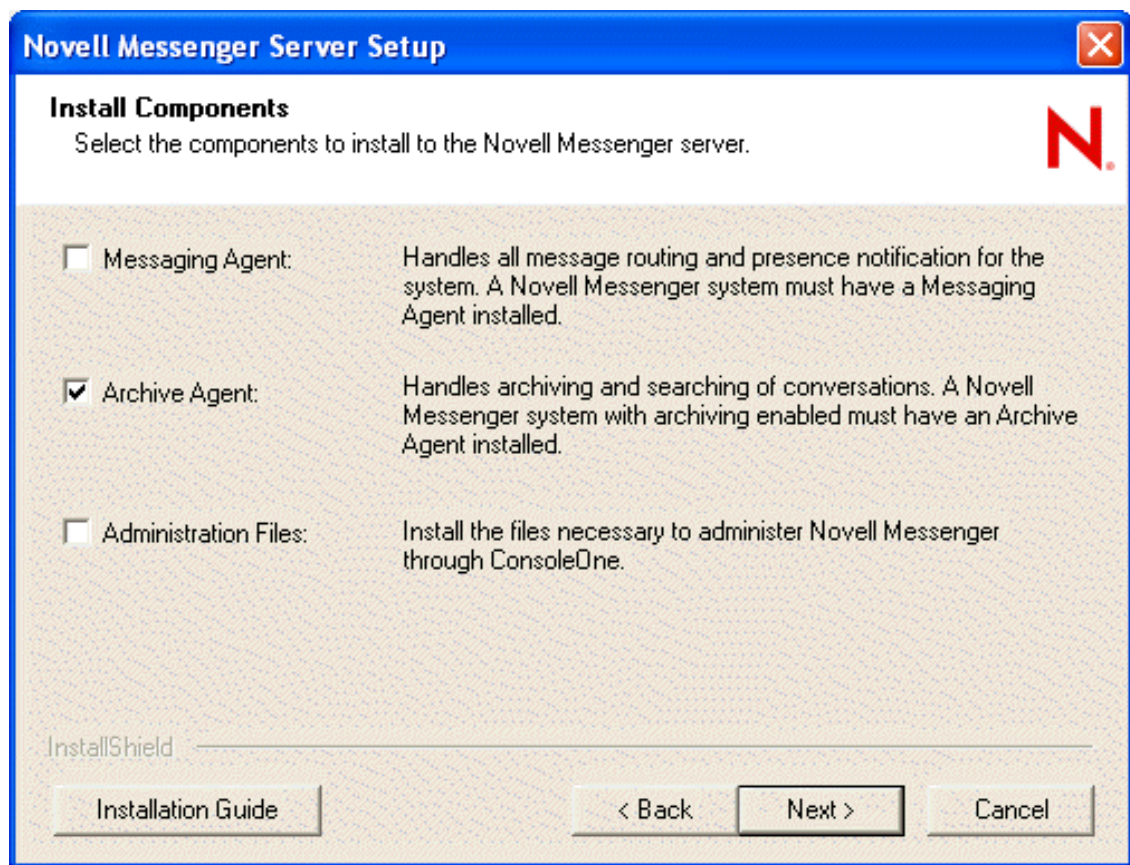 Novell Messenger Server Setup
Install Components
Select the components to install to the Novell Messenger server.
N
Messaging Agent:
Handles all message routing and presence notification for the
system. A Novell Messenger system must have a Messaging
Agent installed.
Archive Agent:
Handles archiving and searching of conversations. A Novell
Messenger system with archiving enabled must have an Archive
Agent installed.
Administration Files:
Install the files necessary to administer Novell Messenger
through ConsoleOne.
InstallShield
Installation Guide
< Back
Next >
Cancel